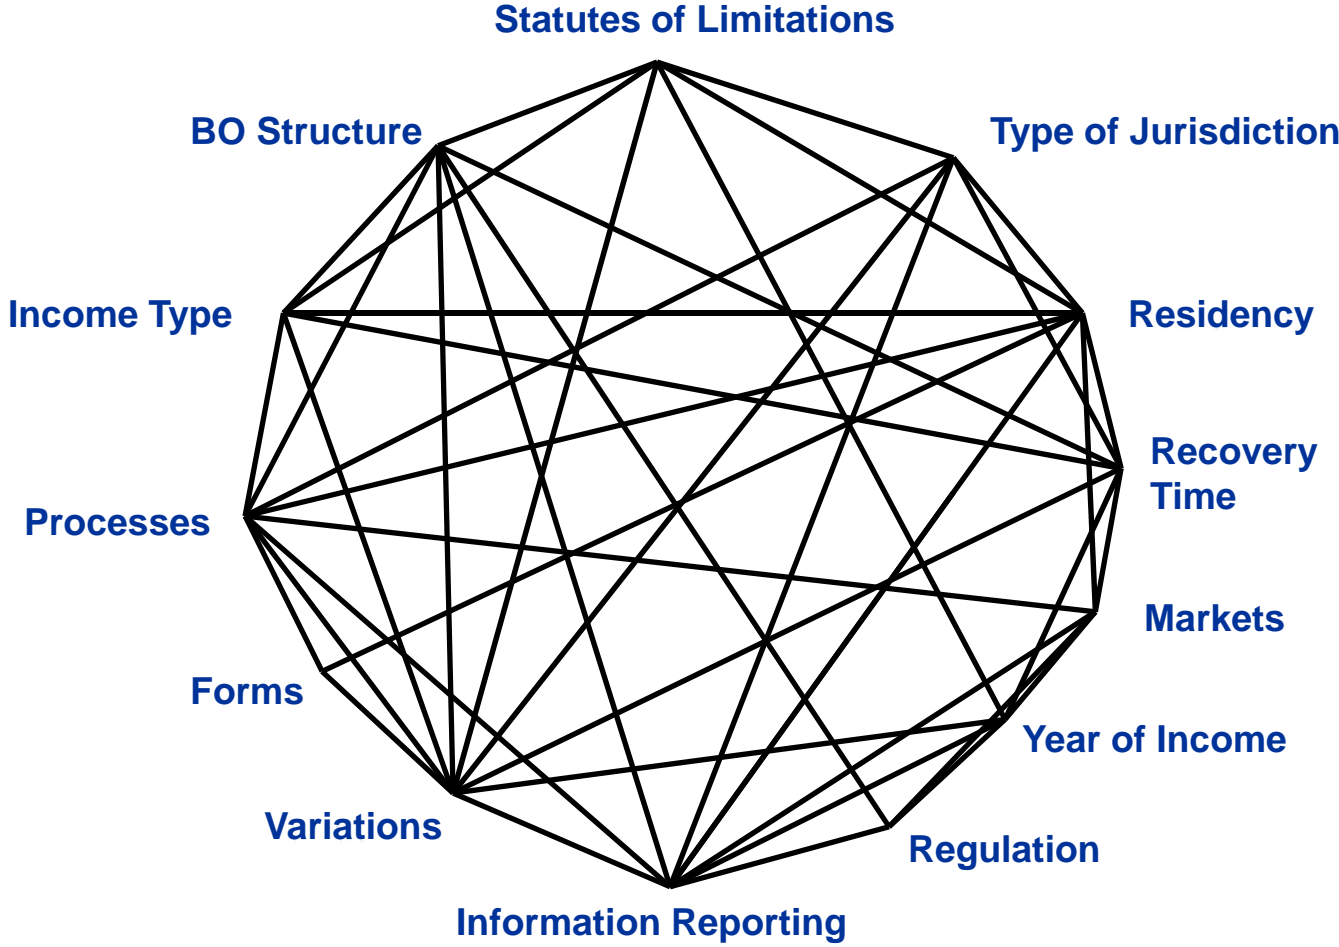 Statutes of Limitations
BO Structure
Type of Jurisdiction
Income Type
Residency
Recovery
Time
Processes
Markets
Forms
Year of Income
Variations
Regulation
Information Reporting